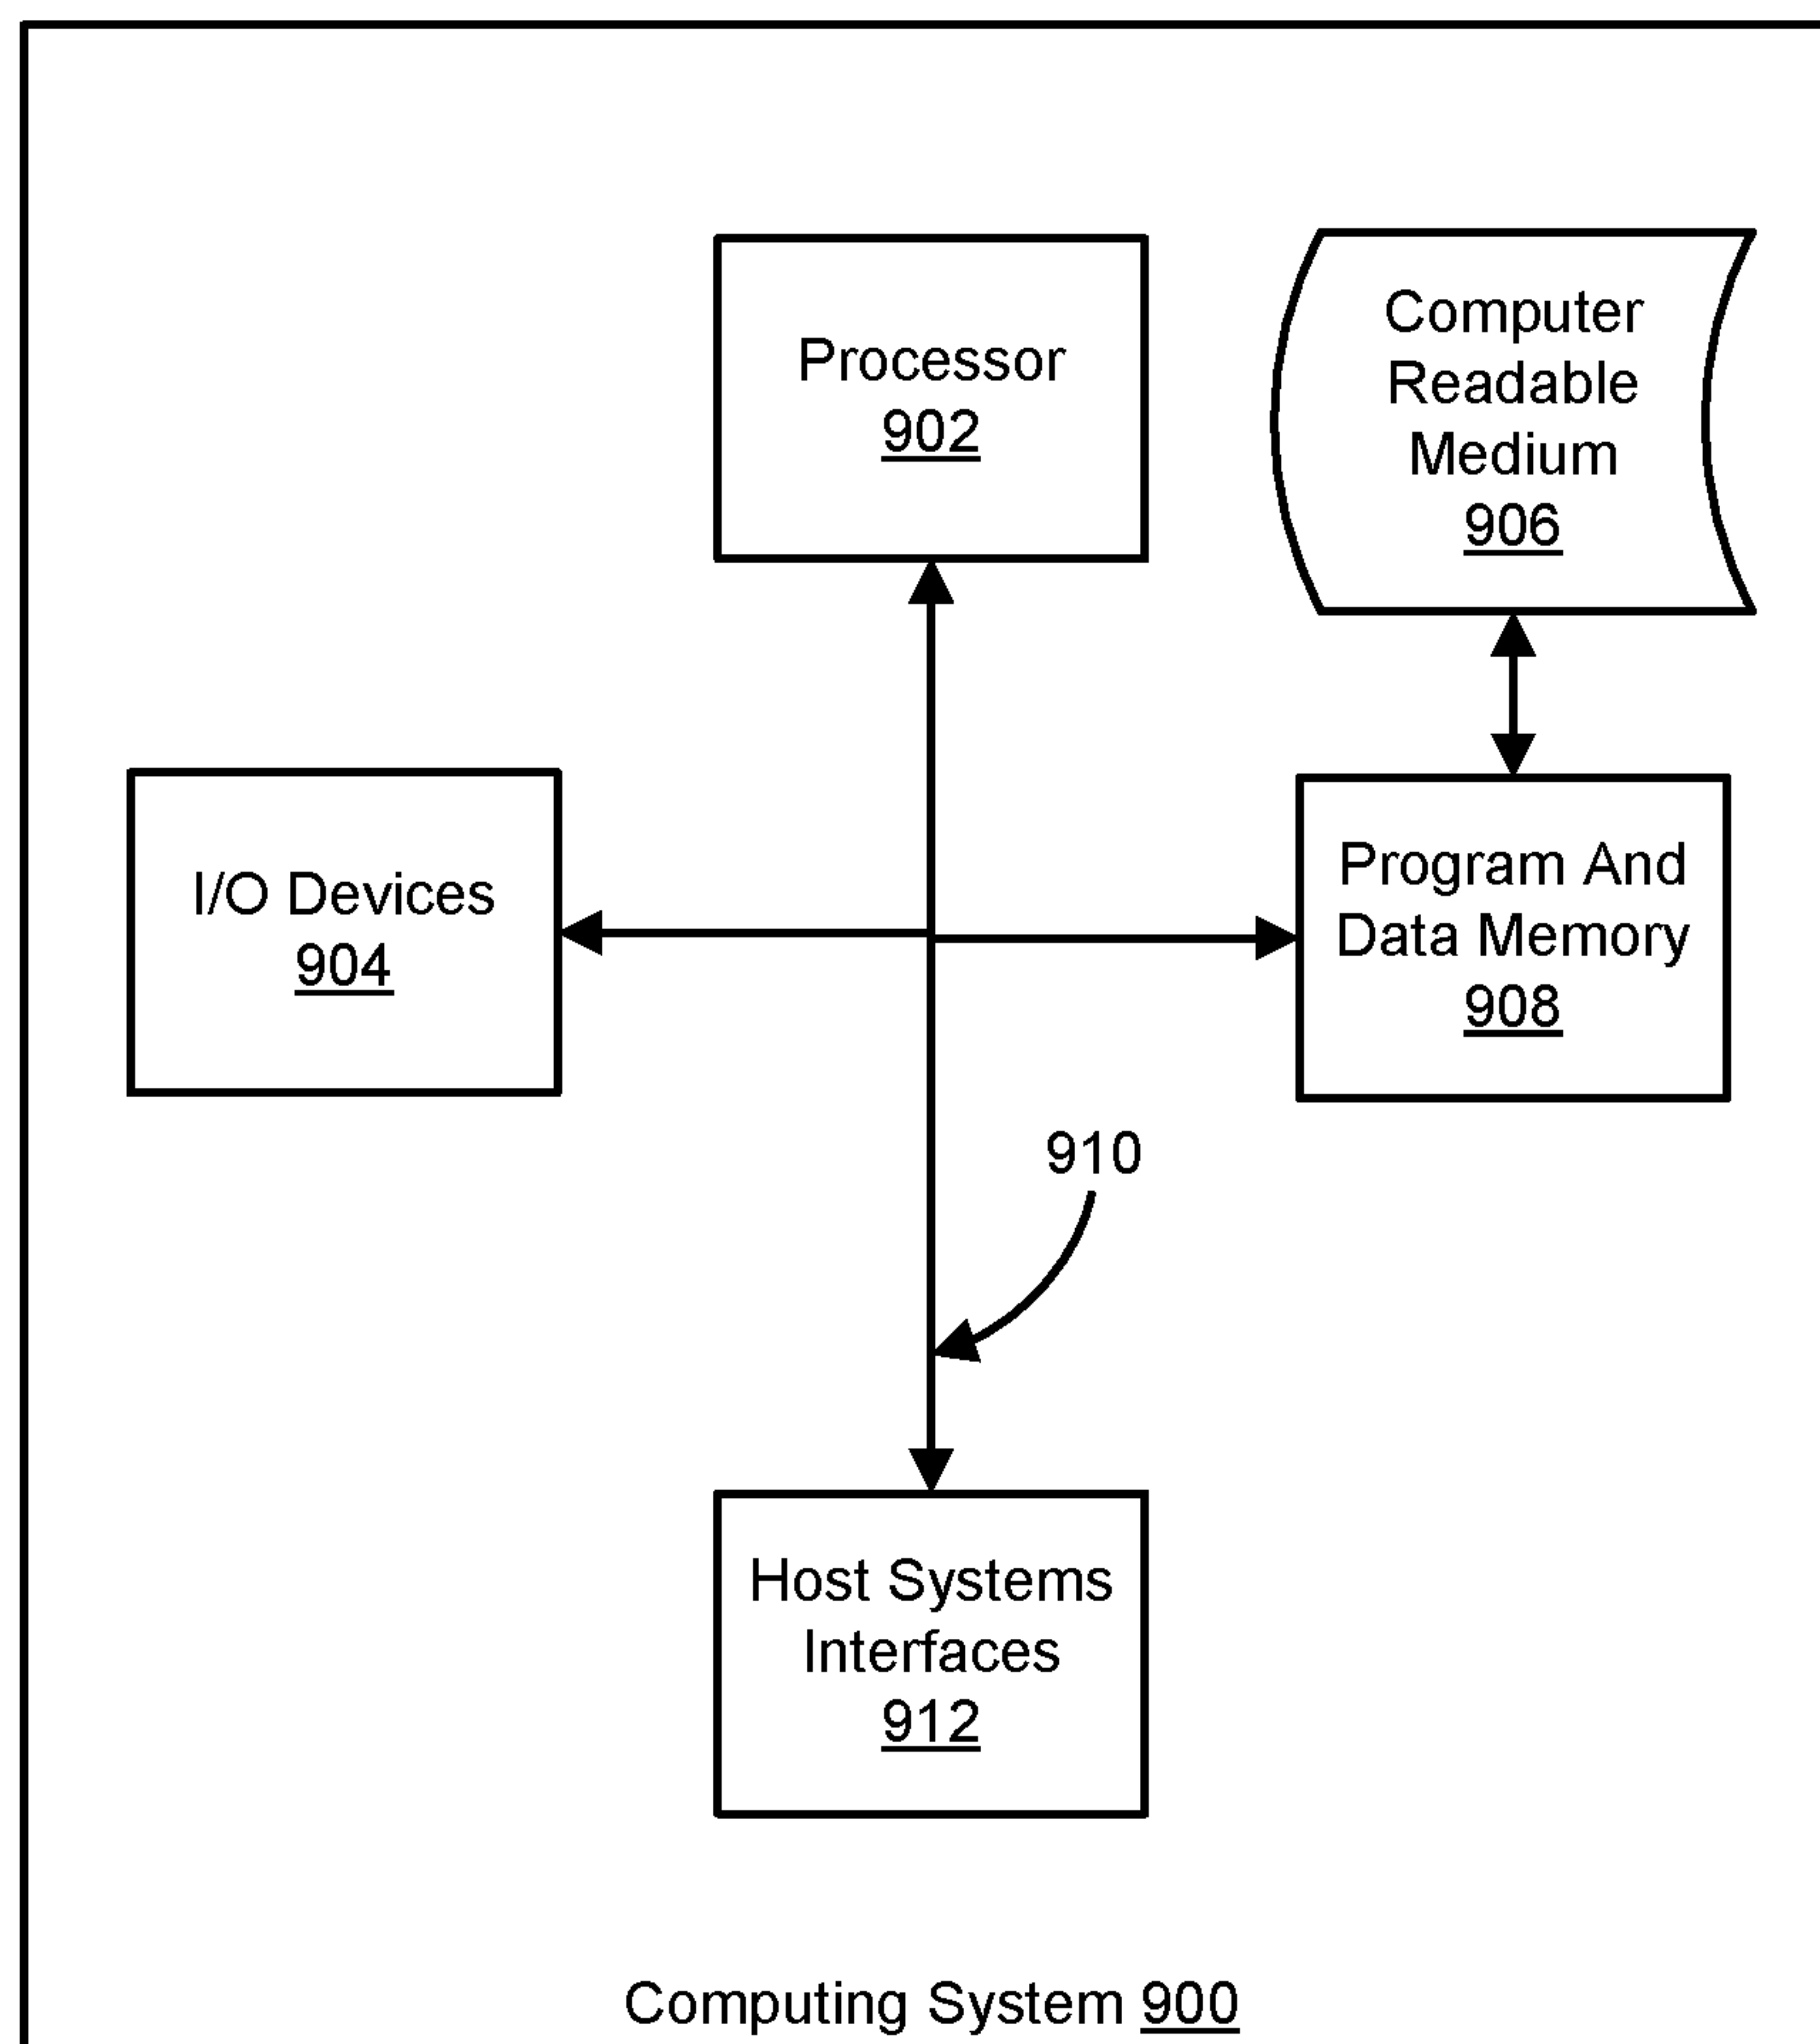 Processor
902
Computer
Readable
Medium
906
I/O Devices
904
Program And
Data Memory
908
910
Host Systems
Interfaces
912
Computing System 900